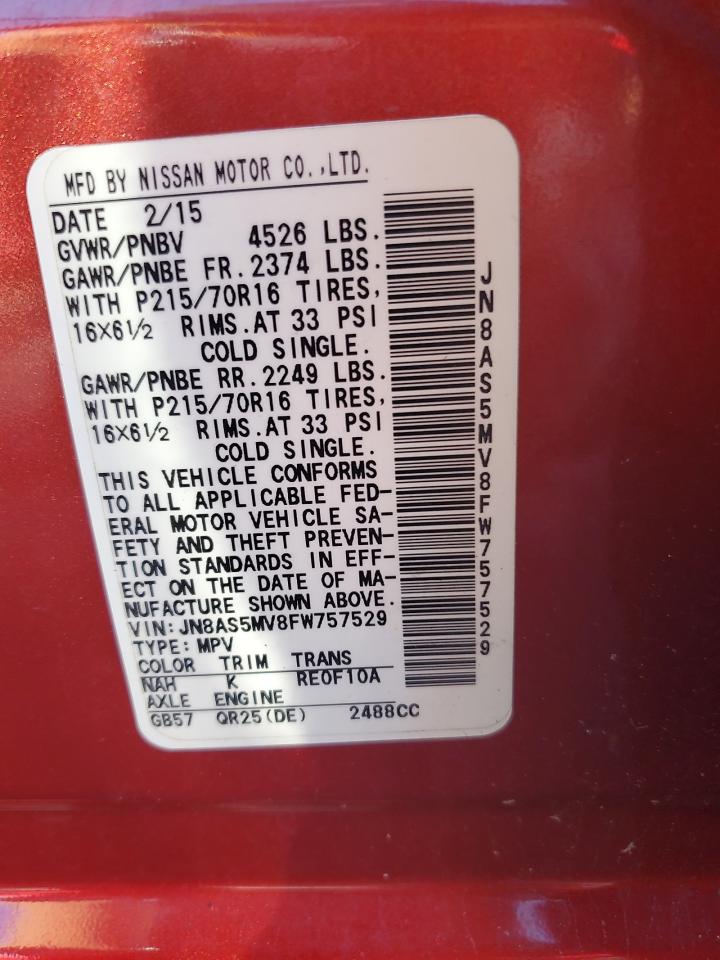 MFD BY NISSAN MOTOR CO.,LTD.
DATE 2/15
GVWR/PNBV 4526 LBS.
GAWR/PNBE FR. 2374 LBS.
WITH P215/70R16 TIRES,
16X6 1/2 RIMS. AT 33 PSI
COLD SINGLE.
GAWR/PNBE RR. 2249 LBS.
WITH P215/70R16 TIRES,
16X6 1/2 RIMS. AT 33 PSI
COLD SINGLE.
THIS VEHICLE CONFORMS
TO ALL APPLICABLE FED-
ERAL MOTOR VEHICLE SA-
FETY AND THEFT PREVEN-
TION STANDARDS IN EFF-
ECT ON THE DATE OF MA-
NUFACTURE SHOWN ABOVE.
VIN: JN8AS5MV8FW757529
TYPE: MPV
COLOR TRIM TRANS
NAH K RE0F10A
AXLE ENGINE
GB57 QR25(DE) 2488CC
JN8AS5MV8FW757529